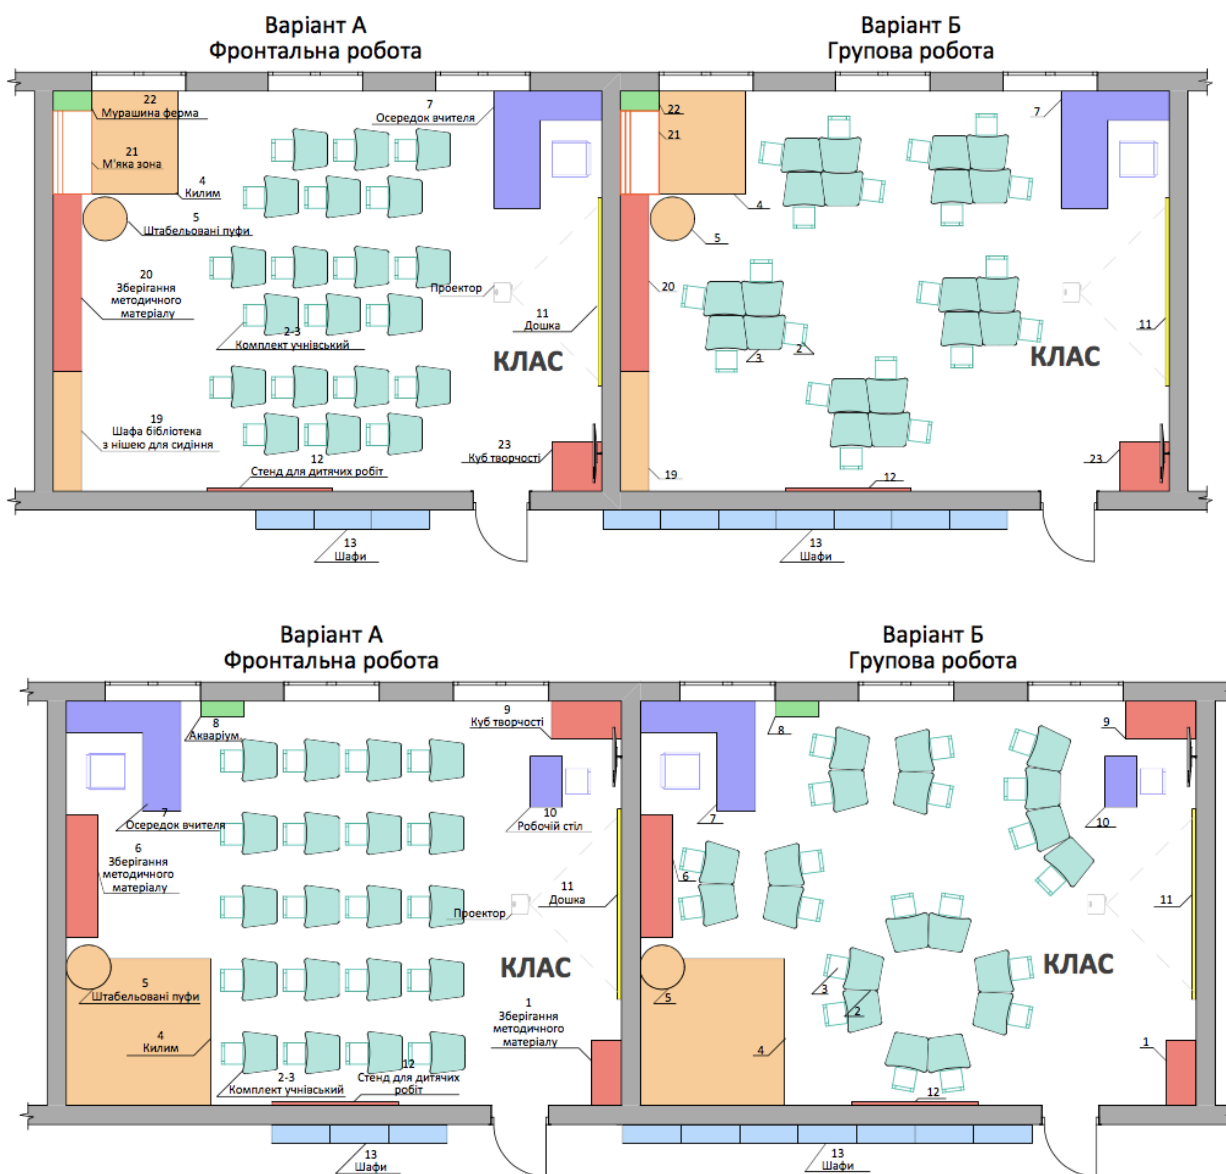 Варіант А
Фронтальна робота
Варіант Б
Групова робота
22
Мурашина ферма
7
Осередок вчителя
21
М'яка зона
4
Килим
5
Штабельовані пуфи
20
Зберігання
методичного
матеріалу
Проектор
11
Дошка
2-3
Комплект учнівський
КЛАС
19
Шафа бібліотека
з нішею для сидіння
23
Куб творчості
12
Стенд для дитячих робіт
13
Шафи
22
21
7
4
5
20
3
2
11
КЛАС
19
12
23
13
Шафи
Варіант А
Фронтальна робота
Варіант Б
Групова робота
8
Акваріум
9
Куб творчості
7
Осередок вчителя
10
Робочій стіл
6
Зберігання
методичного
матеріалу
11
Дошка
Проектор
КЛАС
5
Штабельовані пуфи
4
Килим
1
Зберігання
методичного
матеріалу
2-3
Комплект учнівський
12
Стенд для дитячих
робіт
13
Шафи
8
9
7
10
6
11
3
2
КЛАС
5
4
1
12
13
Шафи